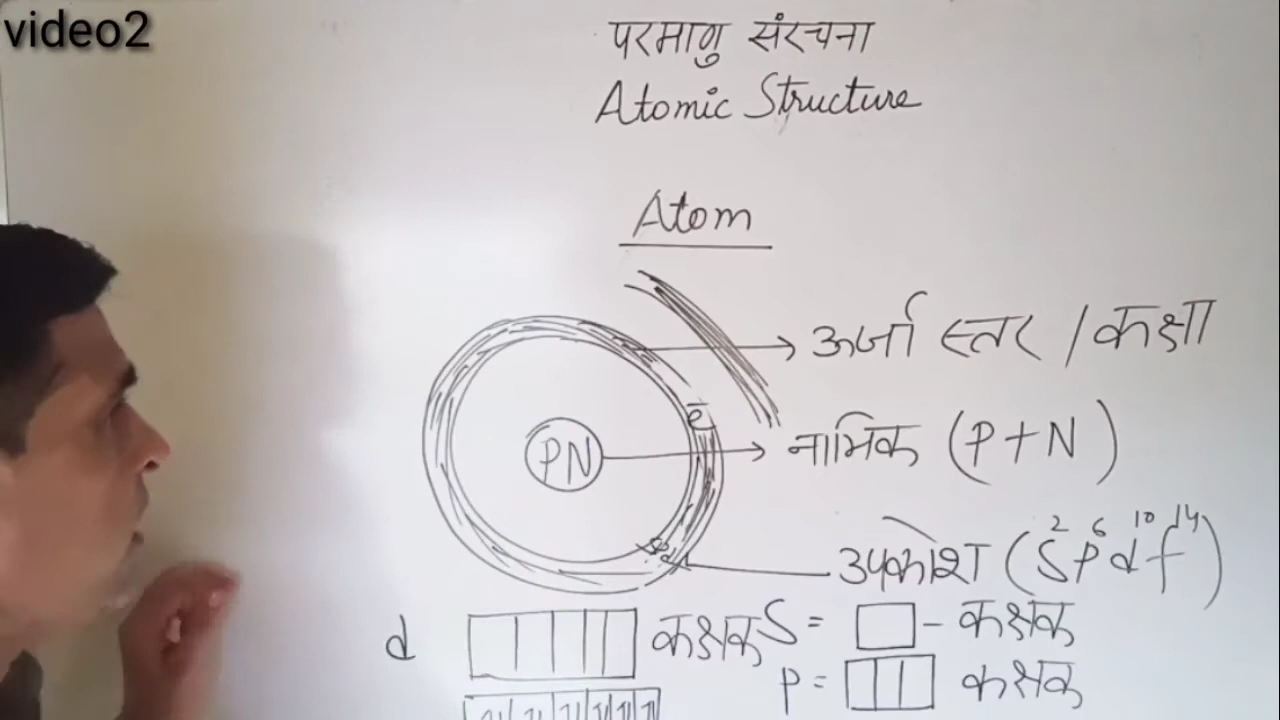 video2
परमाणु संरचना
Atomic Structure
Atom
ऊर्जा स्तर / कक्षा
e
PN
नाभिक (P+N)
उपकोश (S² P⁶ d¹⁰ f¹⁴)
d कक्षक S = - कक्षक
P = कक्षक